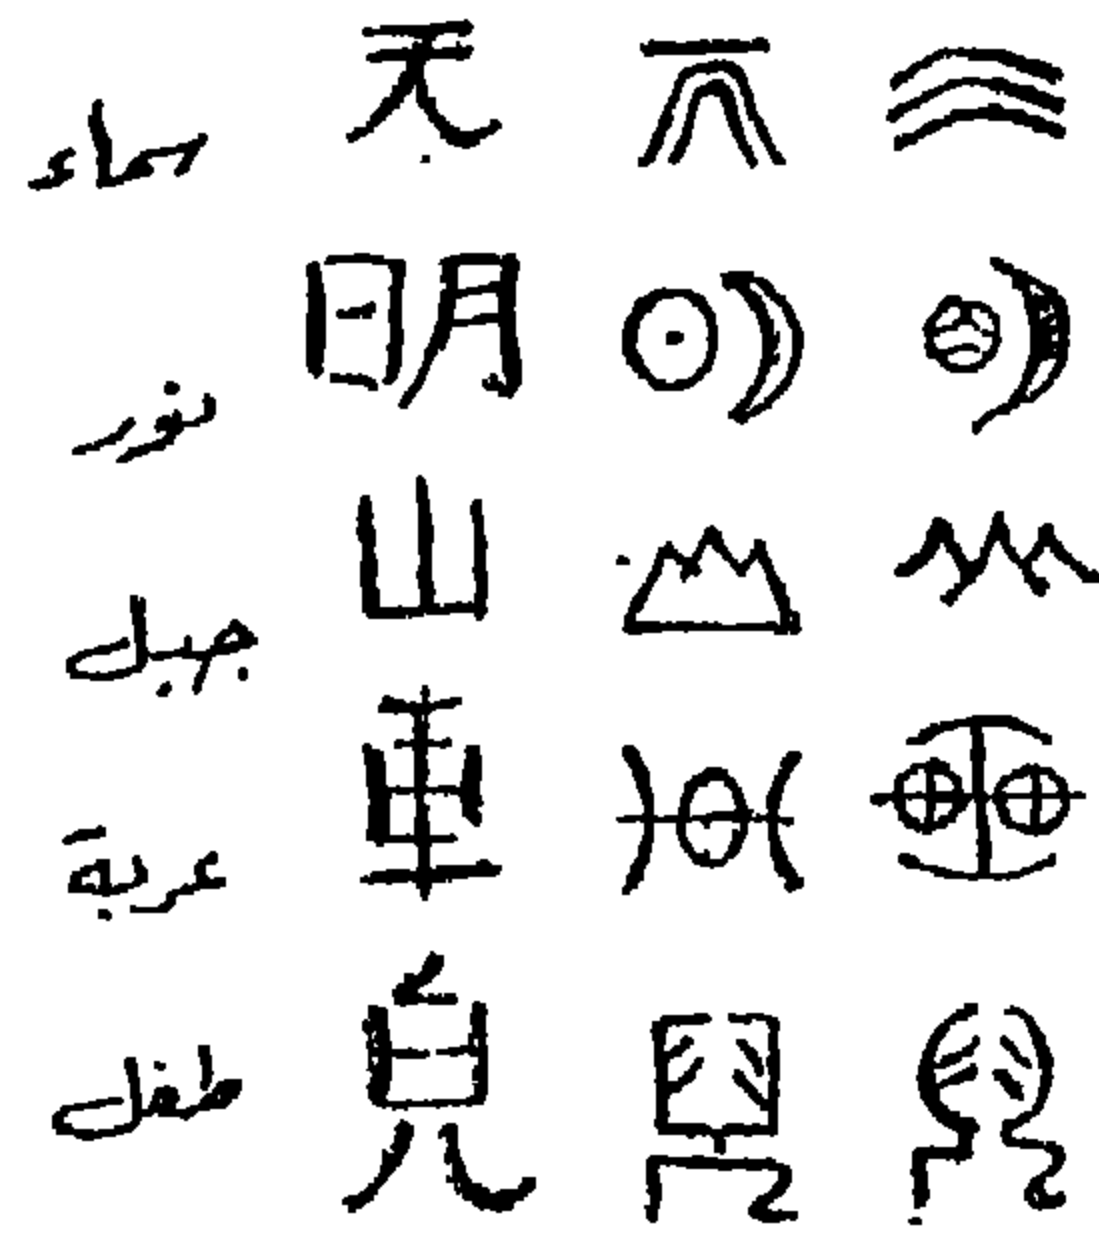 سماء 天
نور 明
جبل 山
عربة 車
طفل 兒